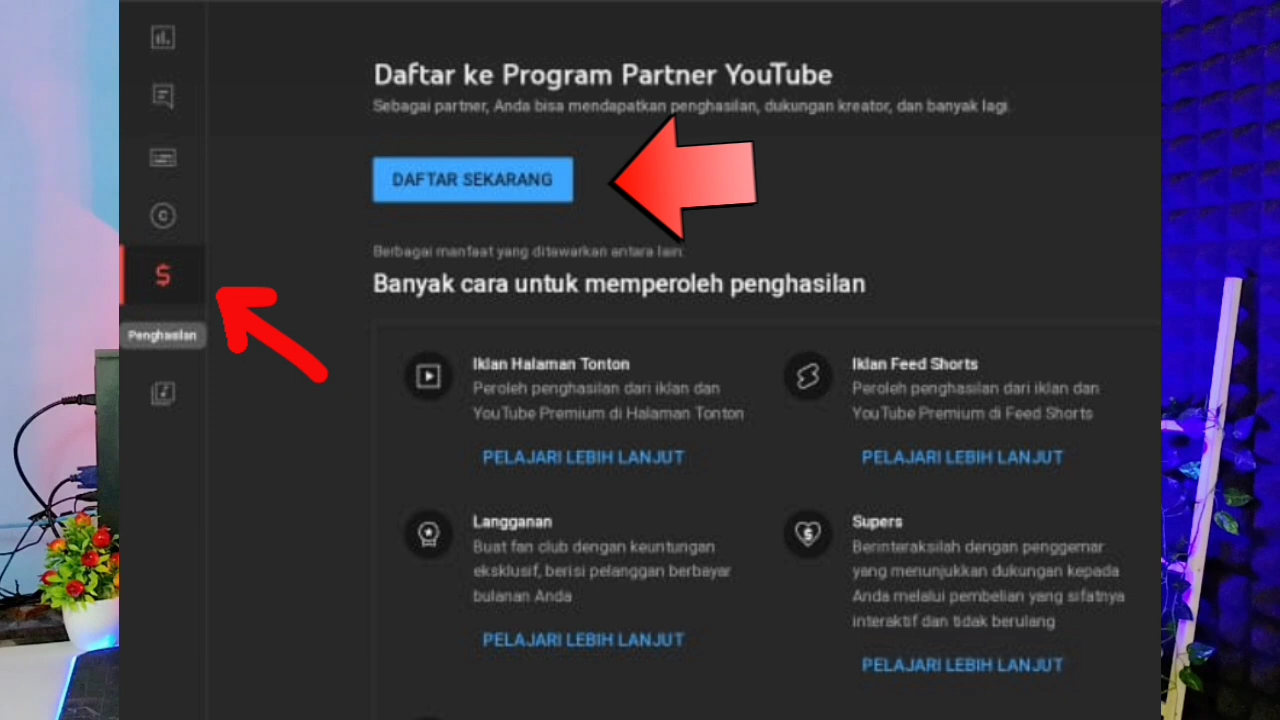 Daftar ke Program Partner YouTube
Sebagai partner, Anda bisa mendapatkan penghasilan, dukungan kreator, dan banyak lagi.
DAFTAR SEKARANG
Berbagai manfaat yang ditawarkan antara lain:
Banyak cara untuk memperoleh penghasilan
$
Penghasilan
Iklan Halaman Tonton
Peroleh penghasilan dari iklan dan
YouTube Premium di Halaman Tonton
PELAJARI LEBIH LANJUT
Iklan Feed Shorts
Peroleh penghasilan dari iklan dan
YouTube Premium di Feed Shorts
PELAJARI LEBIH LANJUT
Langganan
Buat fan club dengan keuntungan
eksklusif, berisi pelanggan berbayar
bulanan Anda
PELAJARI LEBIH LANJUT
Supers
Berinteraksilah dengan penggemar
yang menunjukkan dukungan kepada
Anda melalui pembelian yang sifatnya
interaktif dan tidak berulang
PELAJARI LEBIH LANJUT